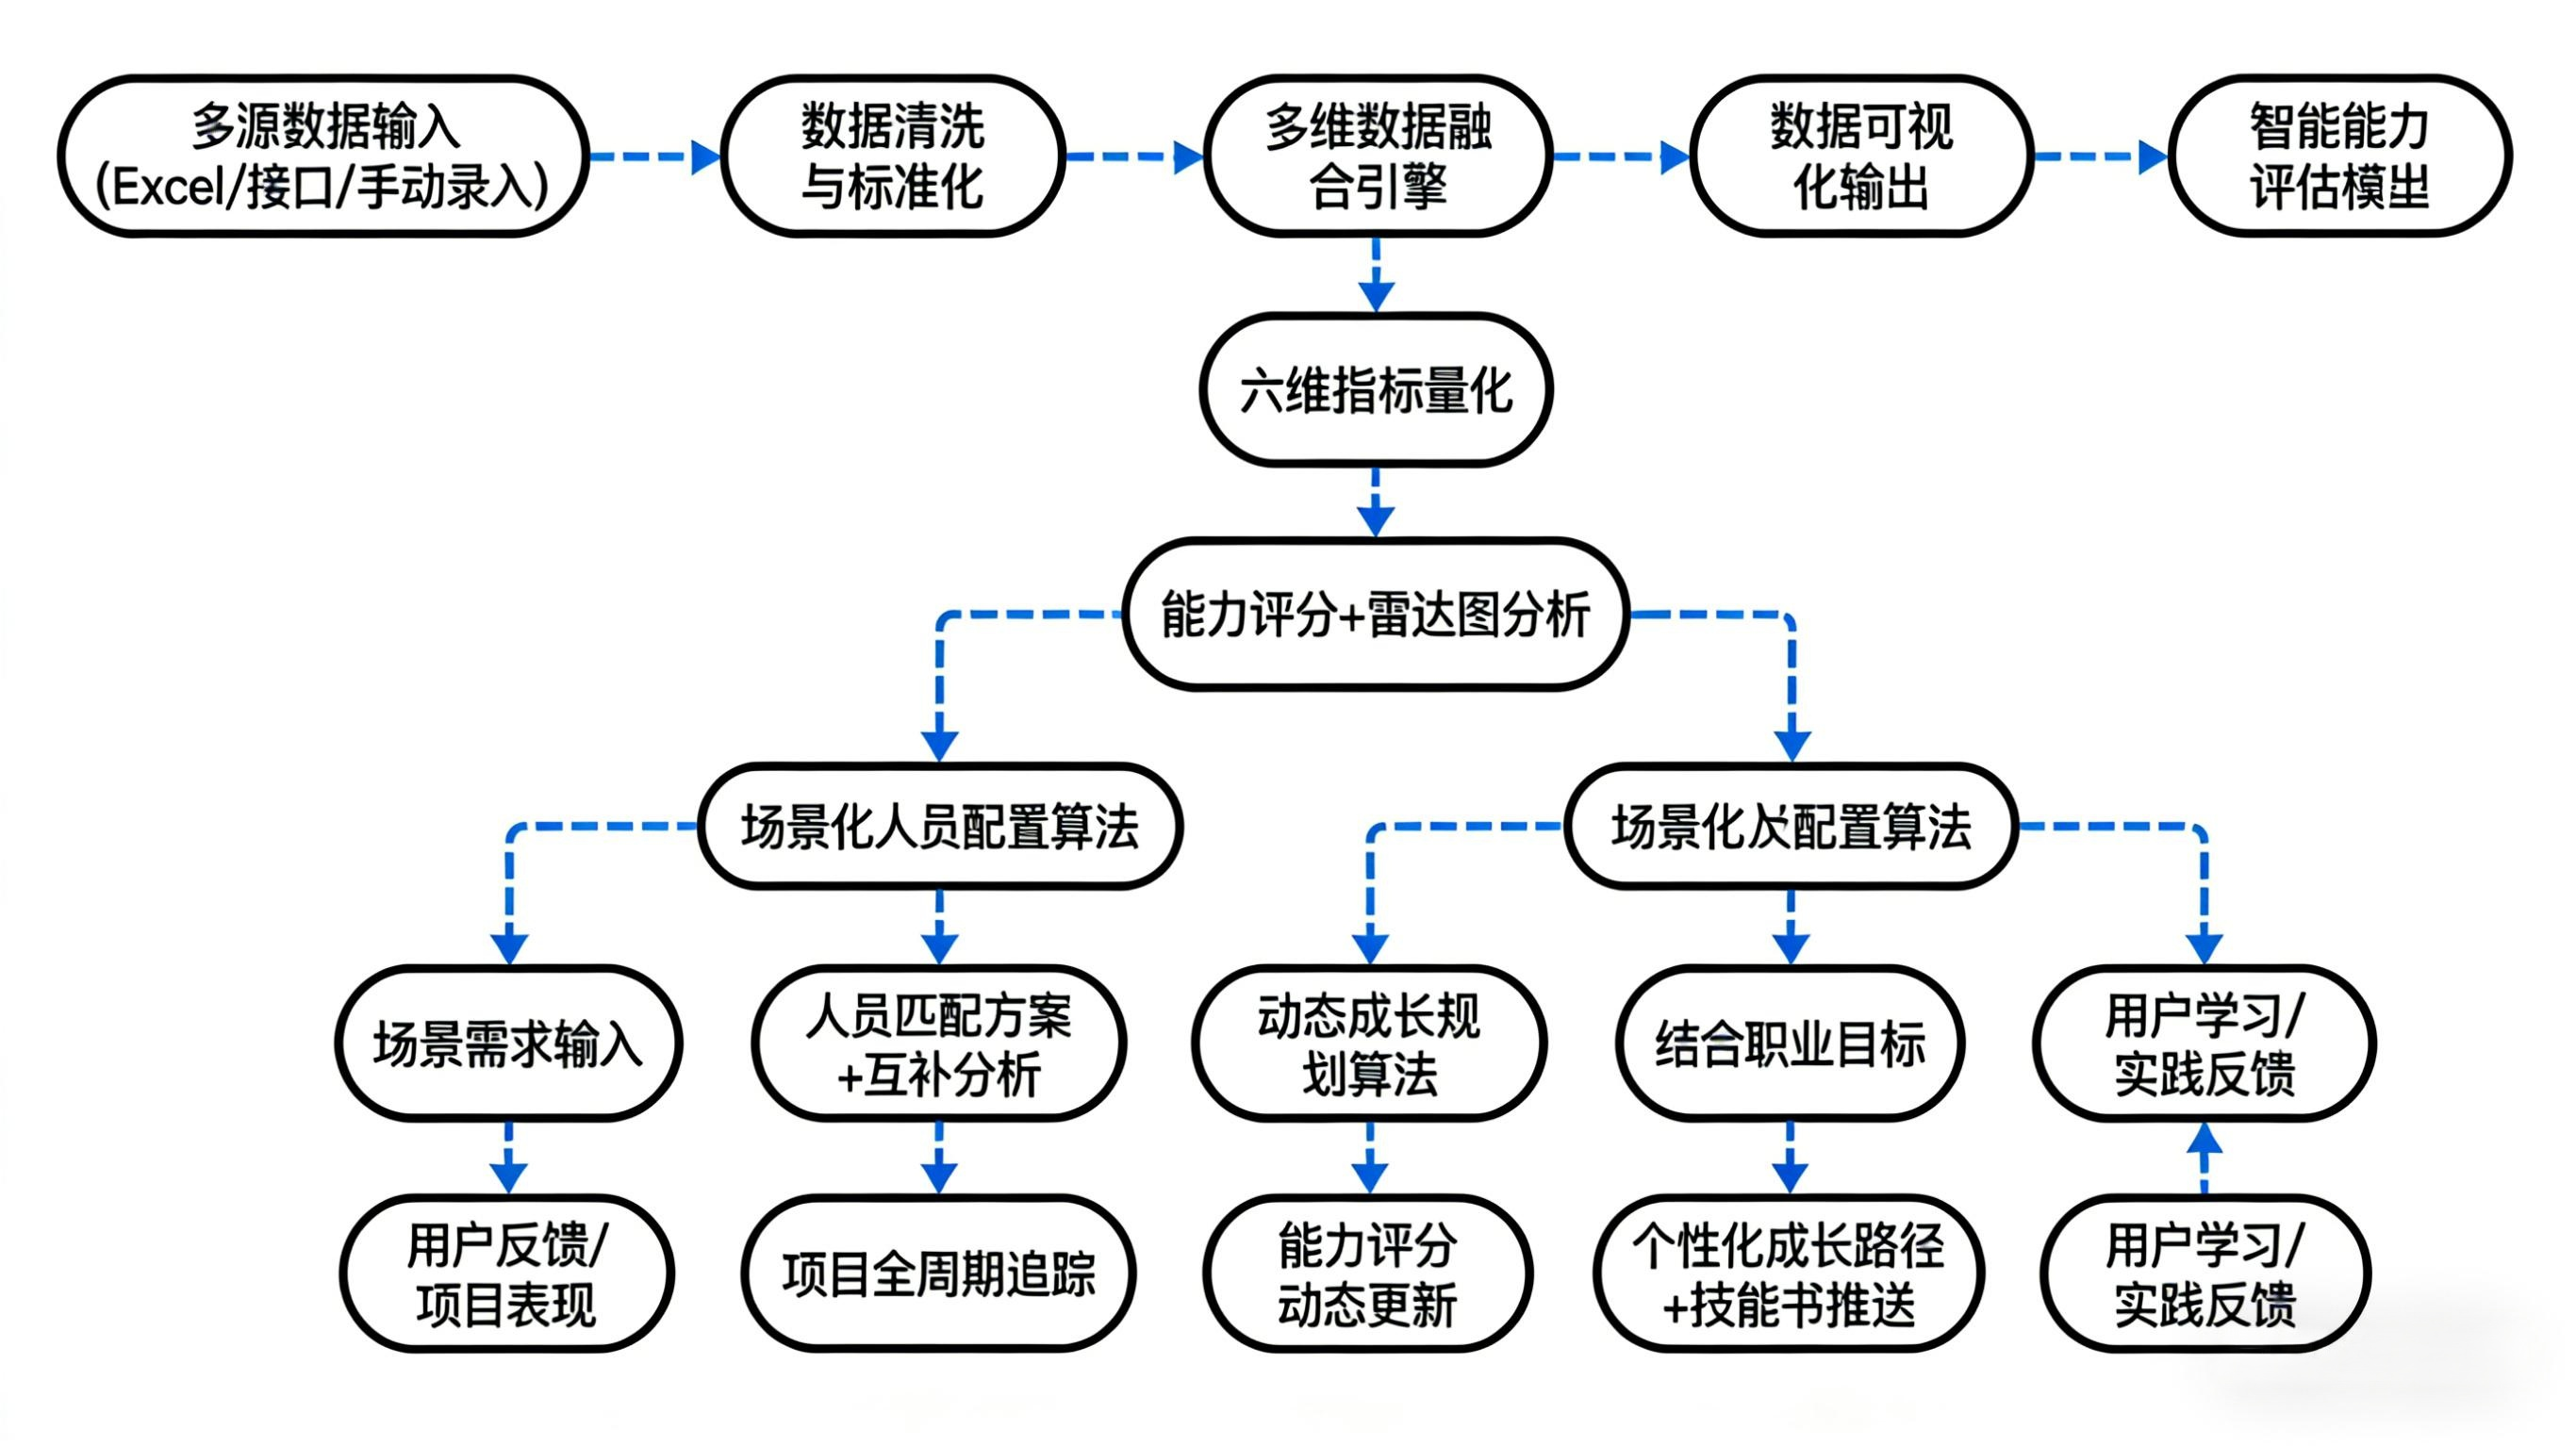 多源数据输入
(Excel/接口/手动录入)
数据清洗
与标准化
多维数据融
合引擎
数据可视
化输出
智能能力
评估模
六维指标量化
能力评分+雷达图分析
场景化人员配置算法
场景化配置算法
场景需求输入
人员匹配方案
+互补分析
动态成长规
划算法
结合职业目标
用户学习/
实践反馈
用户反馈/
项目表现
项目全周期追踪
能力评分
动态更新
个性化成长路径
+技能书推送
用户学习/
实践反馈